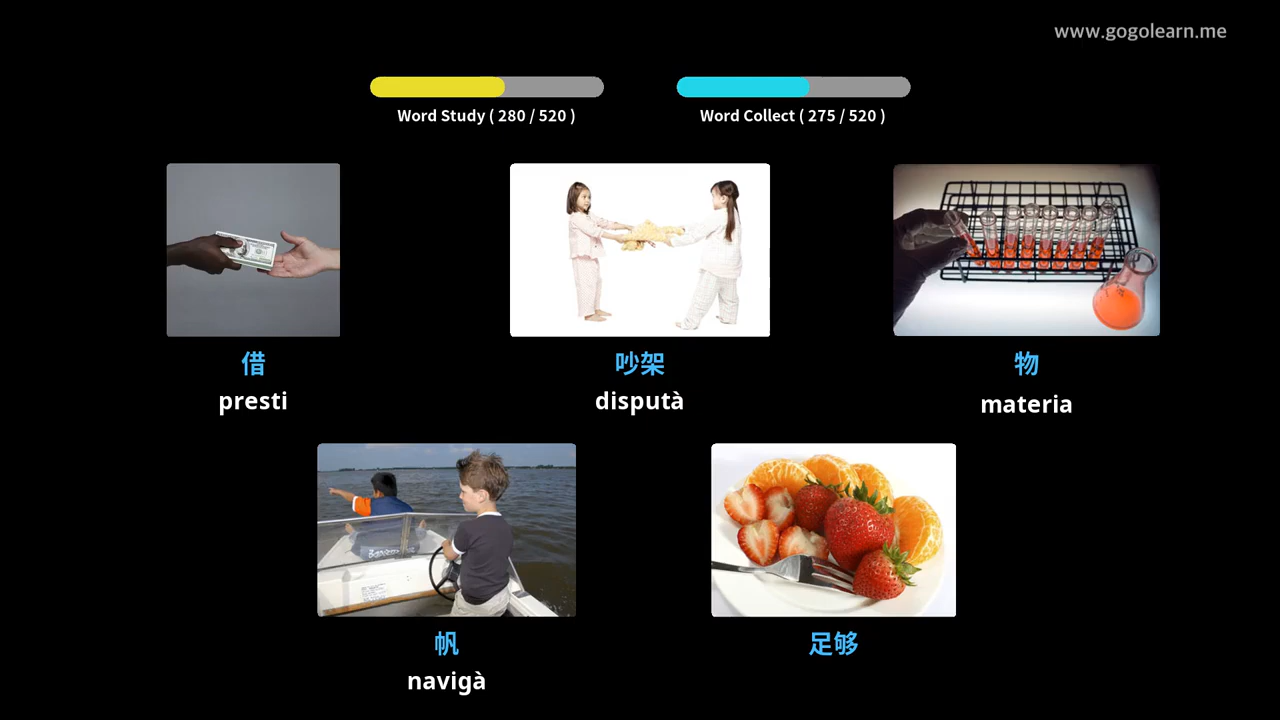 www.gogolearn.me
Word Study ( 280 / 520 )
Word Collect ( 275 / 520 )
借
presti
吵架
disputà
物
materia
帆
navigà
足够